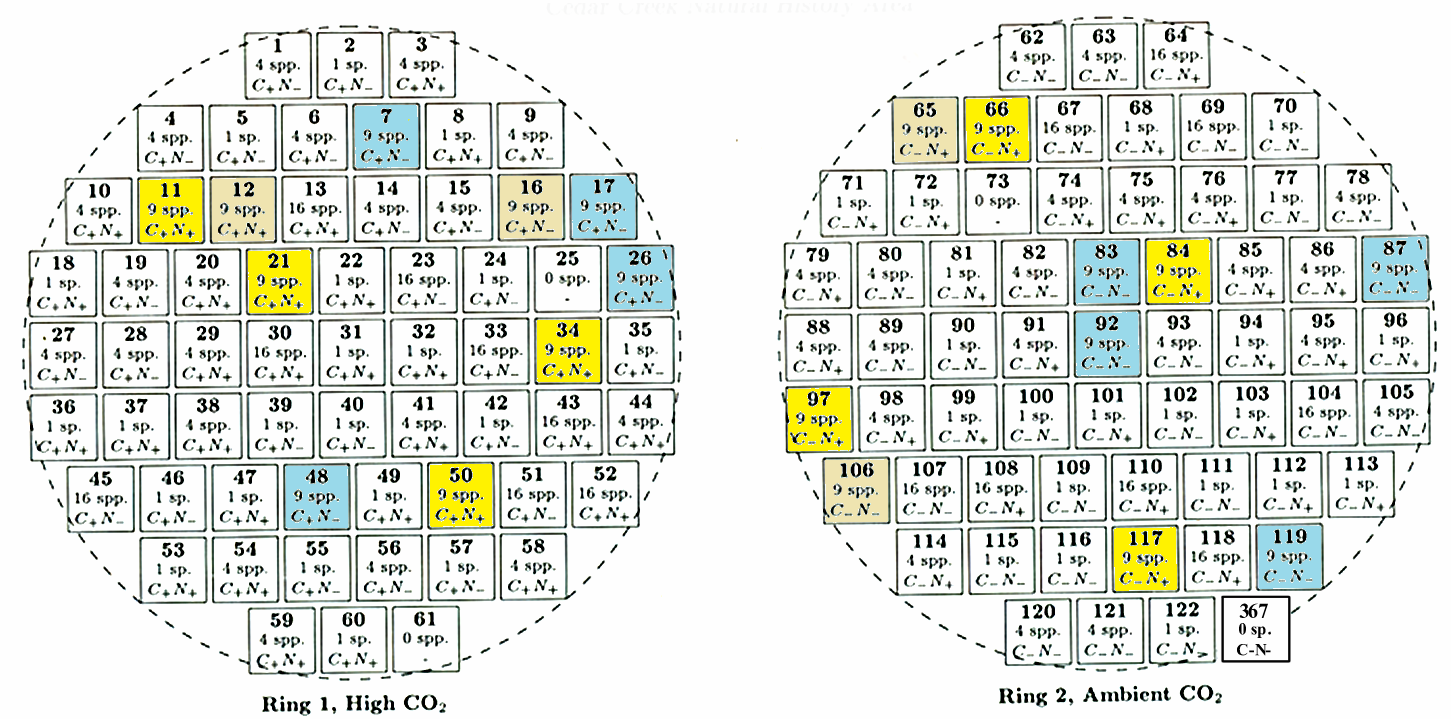 Cedar Creek Natural History Area
1 2 3
4 spp. 1 sp. 4 spp.
C+N- C+N- C+N+
4 5 6 7 8 9
4 spp. 1 sp. 4 spp. 9 spp. 1 sp. 4 spp.
C+N- C+N- C+N- C+N- C+N+ C+N-
10 11 12 13 14 15 16 17
4 spp. 9 spp. 9 spp. 16 spp. 4 spp. 4 spp. 9 spp. 9 spp.
C+N+ C+N+ C+N+ C+N- C+N- C+N- C+N- C+N-
18 19 20 21 22 23 24 25 26
1 sp. 4 spp. 4 spp. 9 spp. 1 sp. 16 spp. 1 sp. 0 spp. 9 spp.
C+N+ C+N- C+N+ C+N+ C+N+ C+N- C+N- - C+N-
27 28 29 30 31 32 33 34 35
4 spp. 4 spp. 4 spp. 16 spp. 1 sp. 1 sp. 16 spp. 9 spp. 1 sp.
C+N- C+N- C+N+ C+N+ C+N+ C+N+ C+N- C+N+ C+N-
36 37 38 39 40 41 42 43 44
1 sp. 1 sp. 4 spp. 1 sp. 1 sp. 4 spp. 1 sp. 16 spp. 4 spp.
C+N+ C+N+ C+N+ C+N- C+N- C+N+ C+N- C+N+ C+N+
45 46 47 48 49 50 51 52
16 spp. 1 sp. 1 sp. 9 spp. 1 sp. 9 spp. 16 spp. 16 spp.
C+N- C+N- C+N+ C+N- C+N+ C+N+ C+N- C+N+
53 54 55 56 57 58
1 sp. 4 spp. 1 sp. 4 spp. 1 sp. 4 spp.
C+N+ C+N+ C+N- C+N- C+N- C+N+
59 60 61
4 spp. 1 sp. 0 spp.
C+N+ C+N+ -
Ring 1, High CO2
62 63 64
4 spp. 4 spp. 16 spp.
C-N- C-N- C-N+
65 66 67 68 69 70
9 spp. 9 spp. 16 spp. 1 sp. 16 spp. 1 sp.
C-N+ C-N+ C-N- C-N+ C-N- C-N-
71 72 73 74 75 76 77 78
1 sp. 1 sp. 0 spp. 4 spp. 4 spp. 4 spp. 1 sp. 4 spp.
C-N+ C-N+ - C-N+ C-N+ C-N+ C-N- C-N-
79 80 81 82 83 84 85 86 87
4 spp. 4 spp. 1 sp. 4 spp. 9 spp. 9 spp. 4 spp. 4 spp. 9 spp.
C-N+ C-N- C-N+ C-N- C-N- C-N+ C-N+ C-N- C-N-
88 89 90 91 92 93 94 95 96
4 spp. 4 spp. 1 sp. 4 spp. 9 spp. 4 spp. 1 sp. 4 spp. 1 sp.
C-N+ C-N- C-N- C-N+ C-N- C-N- C-N+ C-N+ C-N+
97 98 99 100 101 102 103 104 105
9 spp. 4 spp. 1 sp. 1 sp. 1 sp. 1 sp. 1 sp. 16 spp. 4 spp.
C-N+ C-N+ C-N+ C-N- C-N+ C-N- C-N+ C-N- C-N-
106 107 108 109 110 111 112 113
9 spp. 16 spp. 16 spp. 1 sp. 16 spp. 1 sp. 1 sp. 1 sp.
C-N- C-N- C-N+ C-N- C-N+ C-N- C-N+ C-N+
114 115 116 117 118 119
4 spp. 1 sp. 1 sp. 9 spp. 16 spp. 9 spp.
C-N+ C-N- C-N- C-N+ C-N+ C-N-
120 121 122 367
4 spp. 4 spp. 1 sp. 0 sp.
C-N- C-N- C-N- C-N-
Ring 2, Ambient CO2